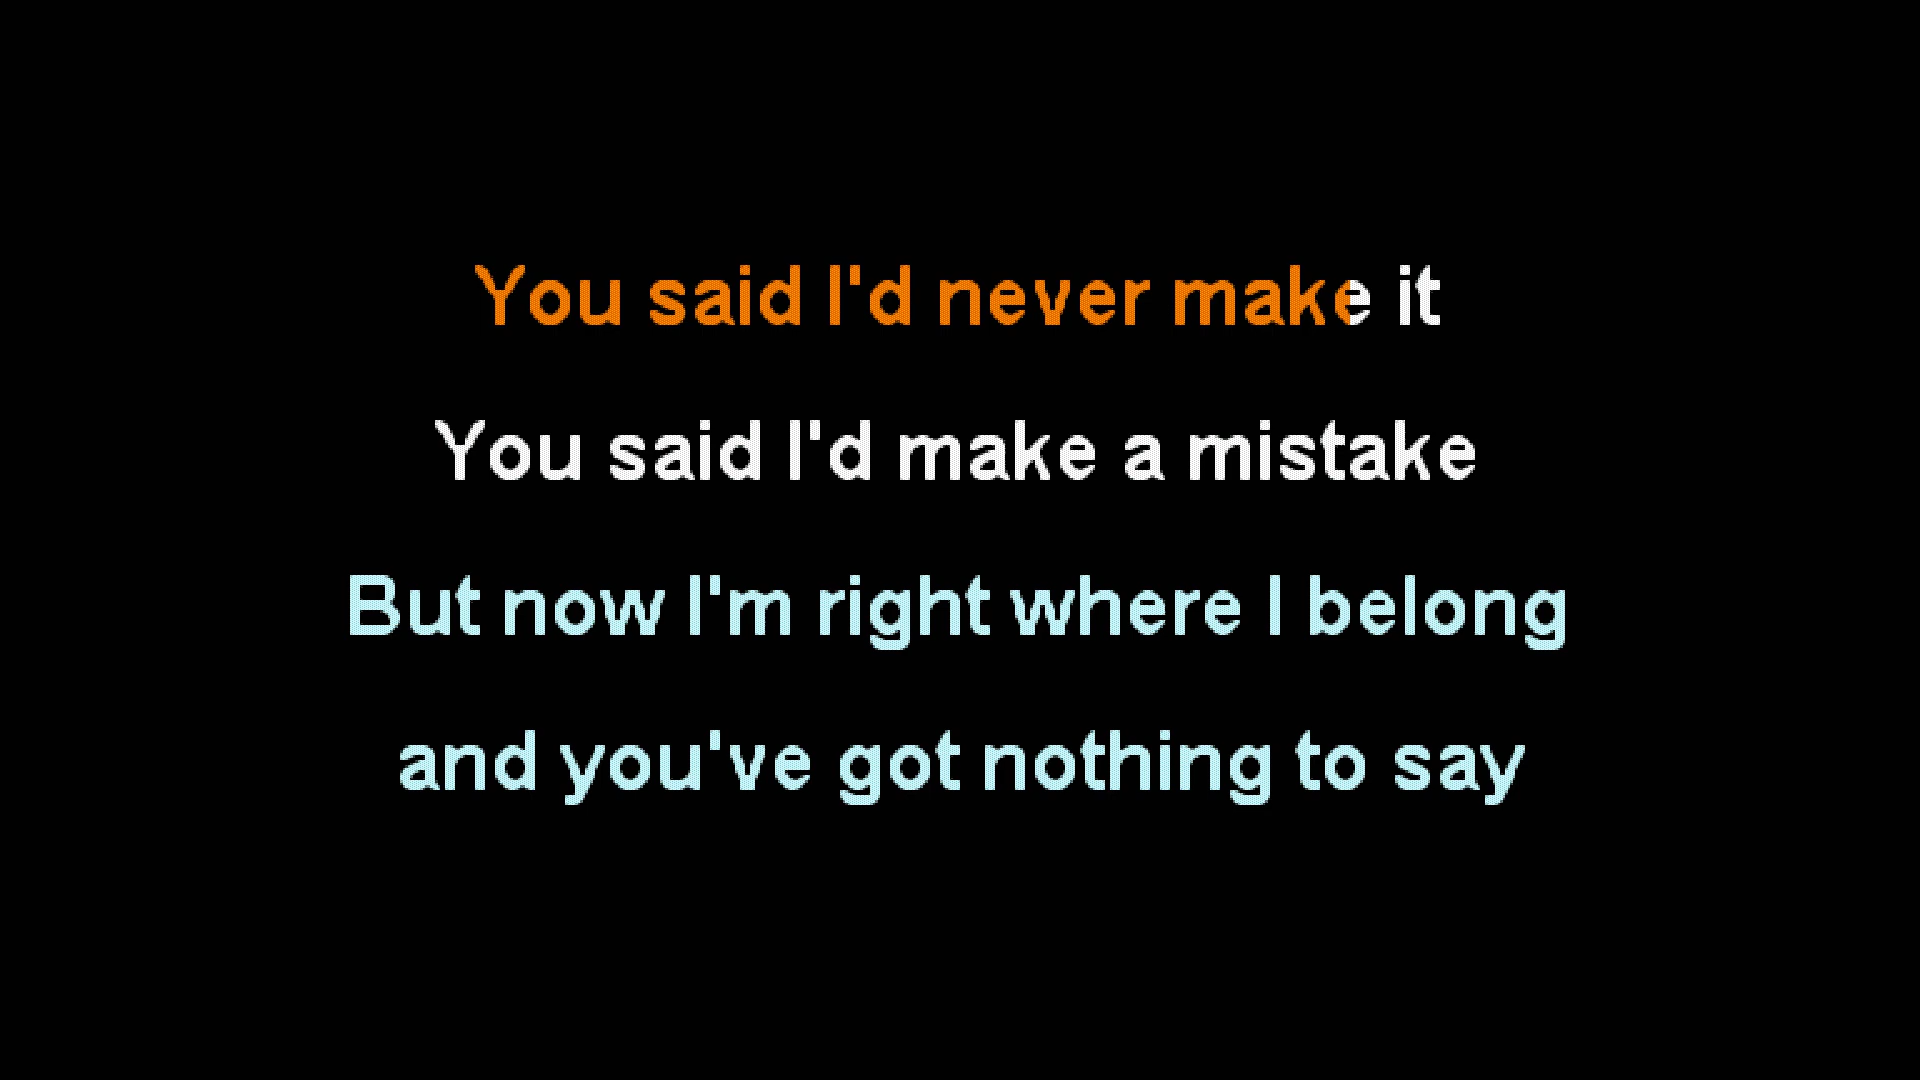 You said I'd never make it
You said I'd make a mistake
But now I'm right where I belong
and you've got nothing to say